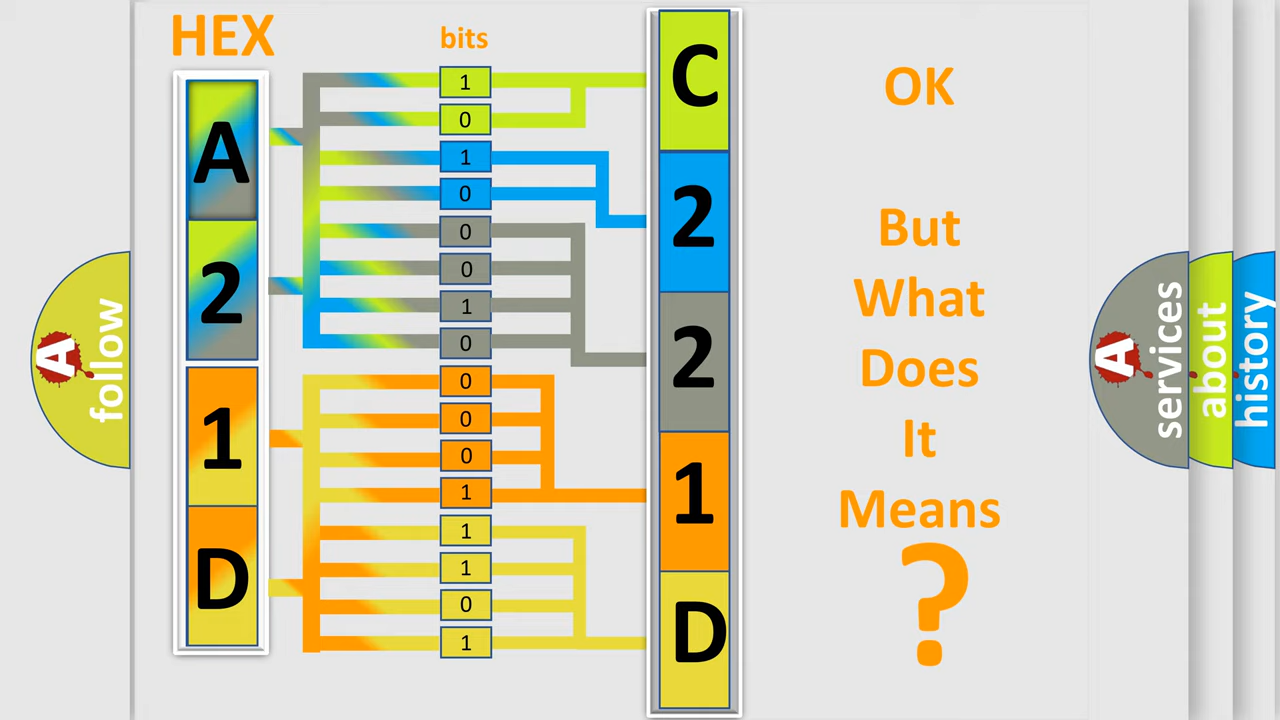 HEX
bits
A
2
1
D
1
0
1
0
0
0
1
0
0
0
0
1
1
1
0
1
C
2
2
1
D
OK
But
What
Does
It
Means
?
A
follow
A
services
about
history